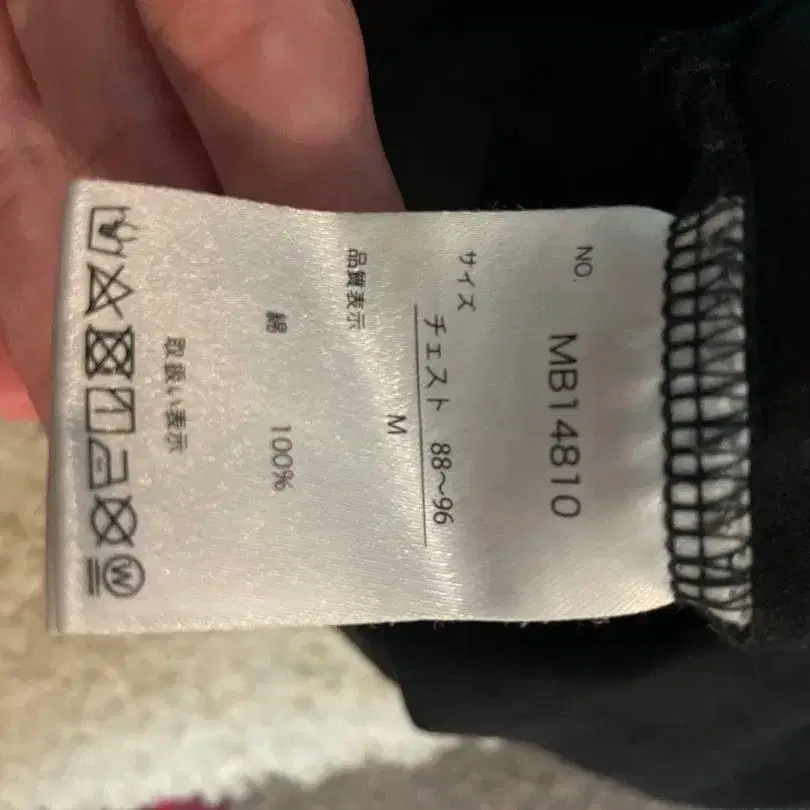 NO. MB14810
サイズ
チェスト 88～96
M
品質表示
綿 100%
取扱い表示
W